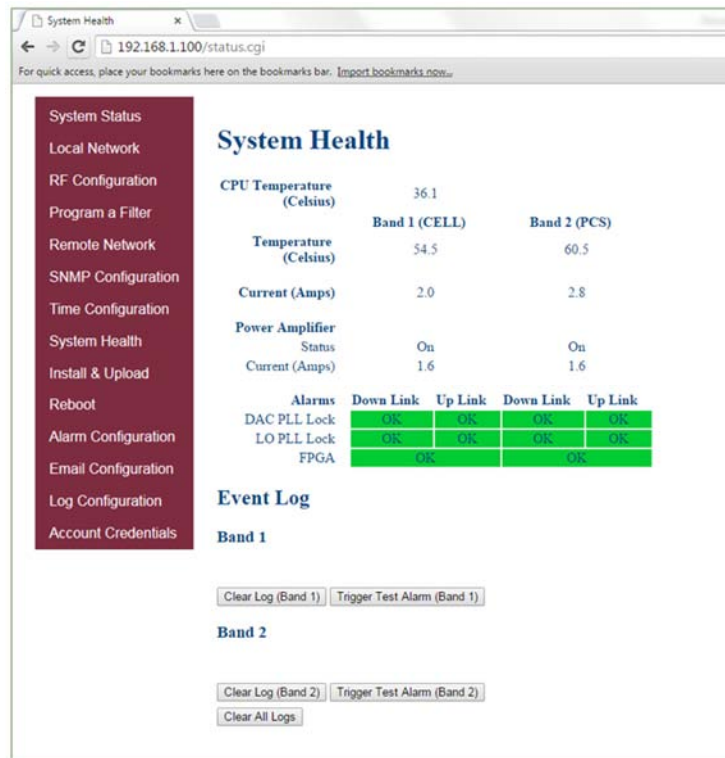 System Health
192.168.1.100/status.cgi
For quick access, place your bookmarks here on the bookmarks bar. Import bookmarks now...
System Status
Local Network
RF Configuration
Program a Filter
Remote Network
SNMP Configuration
Time Configuration
System Health
Install & Upload
Reboot
Alarm Configuration
Email Configuration
Log Configuration
Account Credentials
System Health
CPU Temperature (Celsius) 36.1
Band 1 (CELL) Band 2 (PCS)
Temperature (Celsius) 54.5 60.5
Current (Amps) 2.0 2.8
Power Amplifier
Status On On
Current (Amps) 1.6 1.6
Alarms Down Link Up Link Down Link Up Link
DAC PLL Lock OK OK OK OK
LO PLL Lock OK OK OK OK
FPGA OK OK
Event Log
Band 1
Clear Log (Band 1) Trigger Test Alarm (Band 1)
Band 2
Clear Log (Band 2) Trigger Test Alarm (Band 2)
Clear All Logs